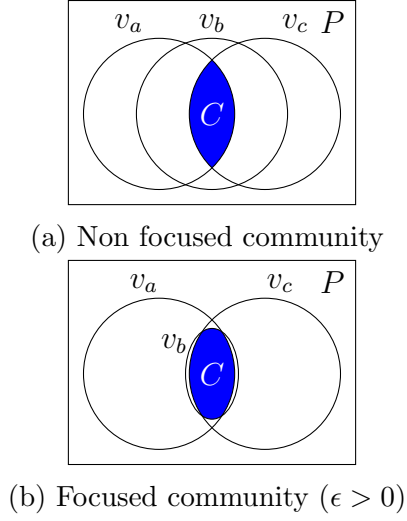 v_a v_b v_c P
C
(a) Non focused community
v_a v_c P
v_b
C
(b) Focused community (ϵ > 0)